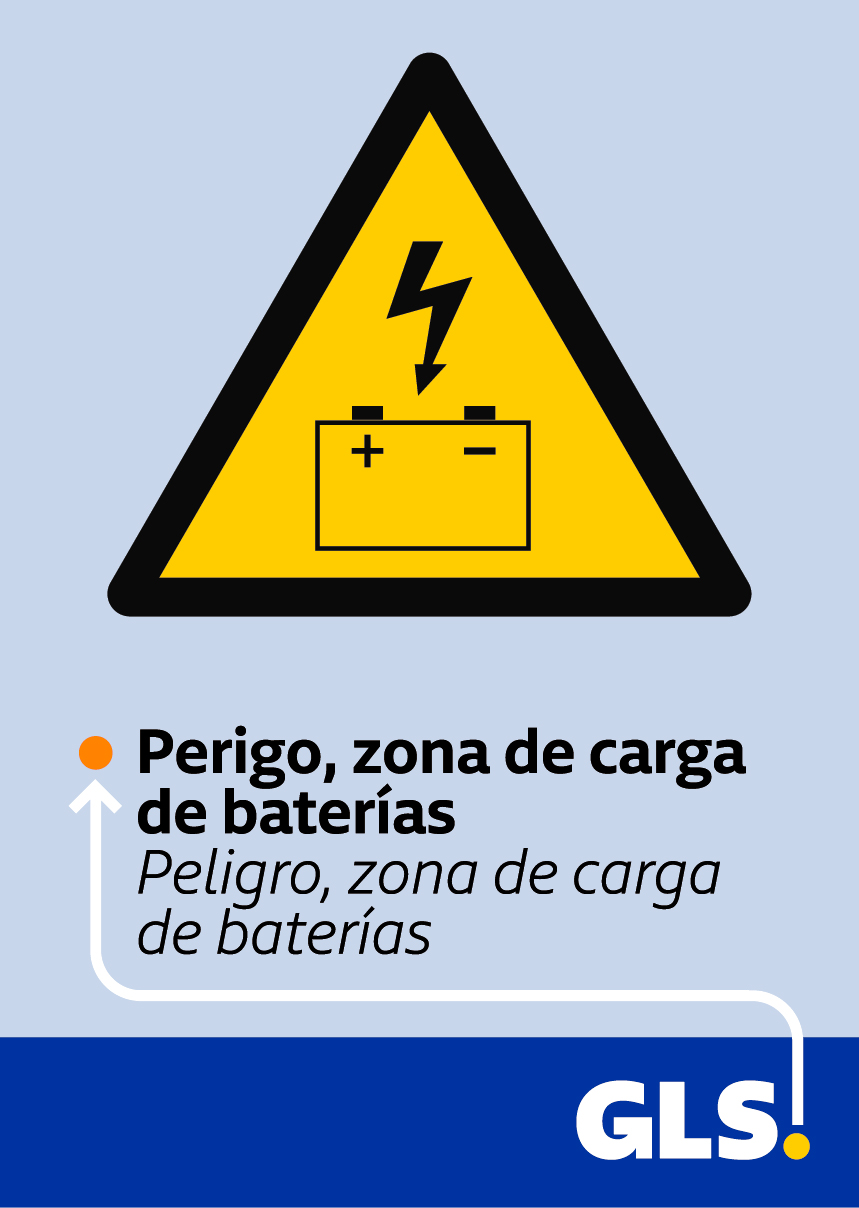 + −
Perigo, zona de carga
de baterías
Peligro, zona de carga
de baterías
GLS.